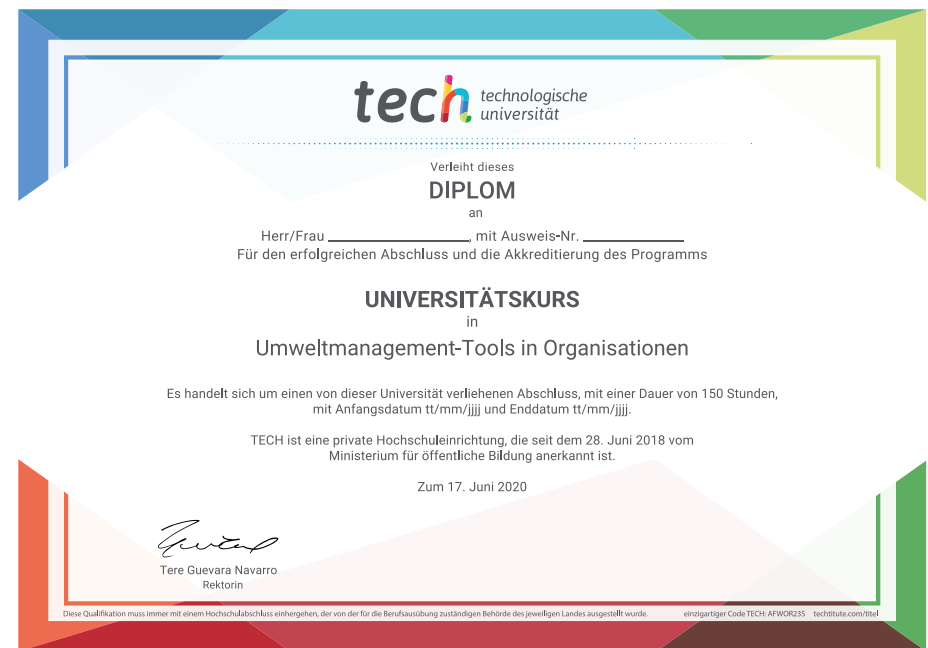 tech technologische
universität
Verleiht dieses
DIPLOM
an
Herr/Frau ____________, mit Ausweis-Nr. ____________
Für den erfolgreichen Abschluss und die Akkreditierung des Programms
UNIVERSITÄTSKURS
in
Umweltmanagement-Tools in Organisationen
Es handelt sich um einen von dieser Universität verliehenen Abschluss, mit einer Dauer von 150 Stunden,
mit Anfangsdatum tt/mm/jjjj und Enddatum tt/mm/jjjj.
TECH ist eine private Hochschuleinrichtung, die seit dem 28. Juni 2018 vom
Ministerium für öffentliche Bildung anerkannt ist.
Zum 17. Juni 2020
Tere Guevara Navarro
Rektorin
Diese Qualifikation muss immer mit einem Hochschulabschluss einhergehen, der von der für die Berufsausübung zuständigen Behörde des jeweiligen Landes ausgestellt wurde. einzigartiger Code TECH: AFWOR23S techtitute.com/titel